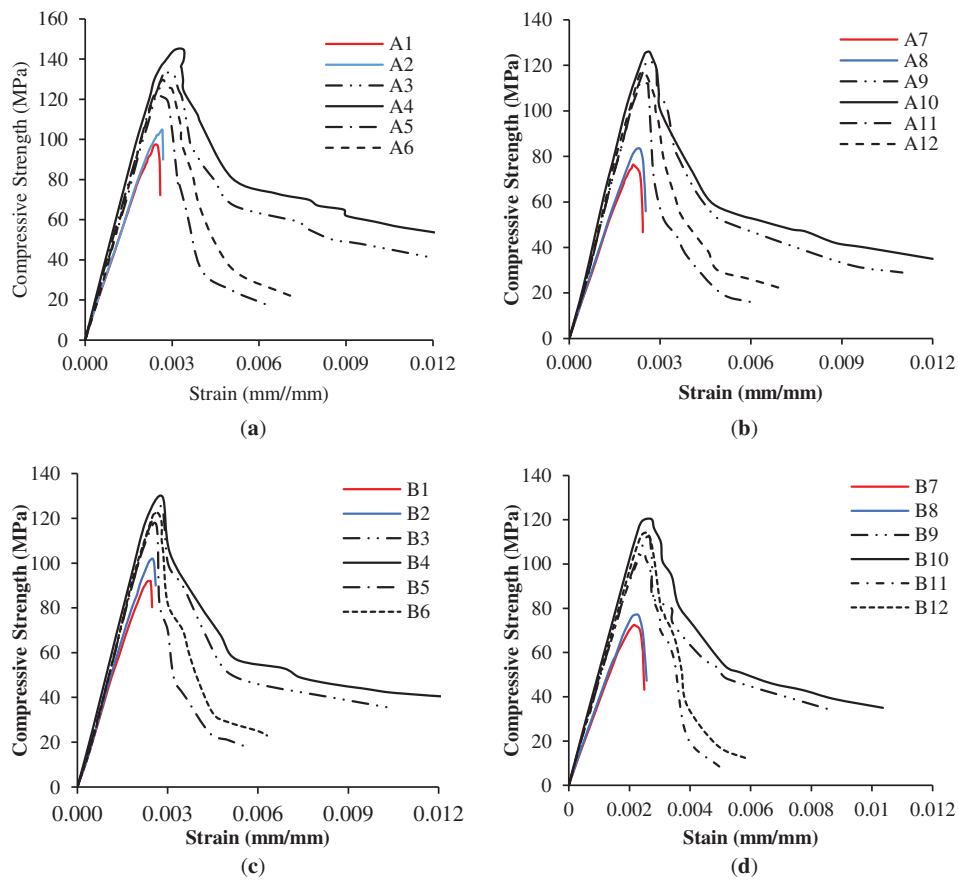 160
140
120
100
80
60
40
20
0
Compressive Strength (MPa)
0.000 0.003 0.006 0.009 0.012
Strain (mm//mm)
A1
A2
A3
A4
A5
A6
(a)
140
120
100
80
60
40
20
0
Compressive Strength (MPa)
0.000 0.003 0.006 0.009 0.012
Strain (mm/mm)
A7
A8
A9
A10
A11
A12
(b)
140
120
100
80
60
40
20
0
Compressive Strength (MPa)
0.000 0.003 0.006 0.009 0.012
Strain (mm/mm)
B1
B2
B3
B4
B5
B6
(c)
140
120
100
80
60
40
20
0
Compressive Strength (MPa)
0 0.002 0.004 0.006 0.008 0.01 0.012
Stain (mm/mm)
B7
B8
B9
B10
B11
B12
(d)